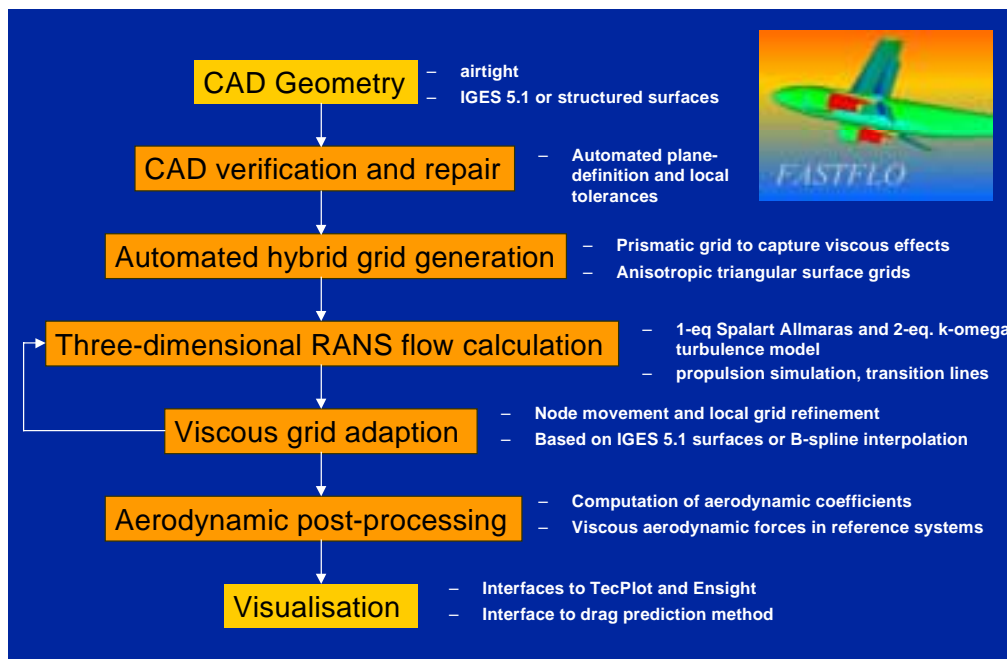 CAD Geometry
– airtight
– IGES 5.1 or structured surfaces
FASTFLO
CAD verification and repair
– Automated plane-
definition and local
tolerances
Automated hybrid grid generation
– Prismatic grid to capture viscous effects
– Anisotropic triangular surface grids
Three-dimensional RANS flow calculation
– 1-eq Spalart Allmaras and 2-eq. k-omega
turbulence model
– propulsion simulation, transition lines
Viscous grid adaption
– Node movement and local grid refinement
– Based on IGES 5.1 surfaces or B-spline interpolation
Aerodynamic post-processing
– Computation of aerodynamic coefficients
– Viscous aerodynamic forces in reference systems
Visualisation
– Interfaces to TecPlot and Ensight
– Interface to drag prediction method